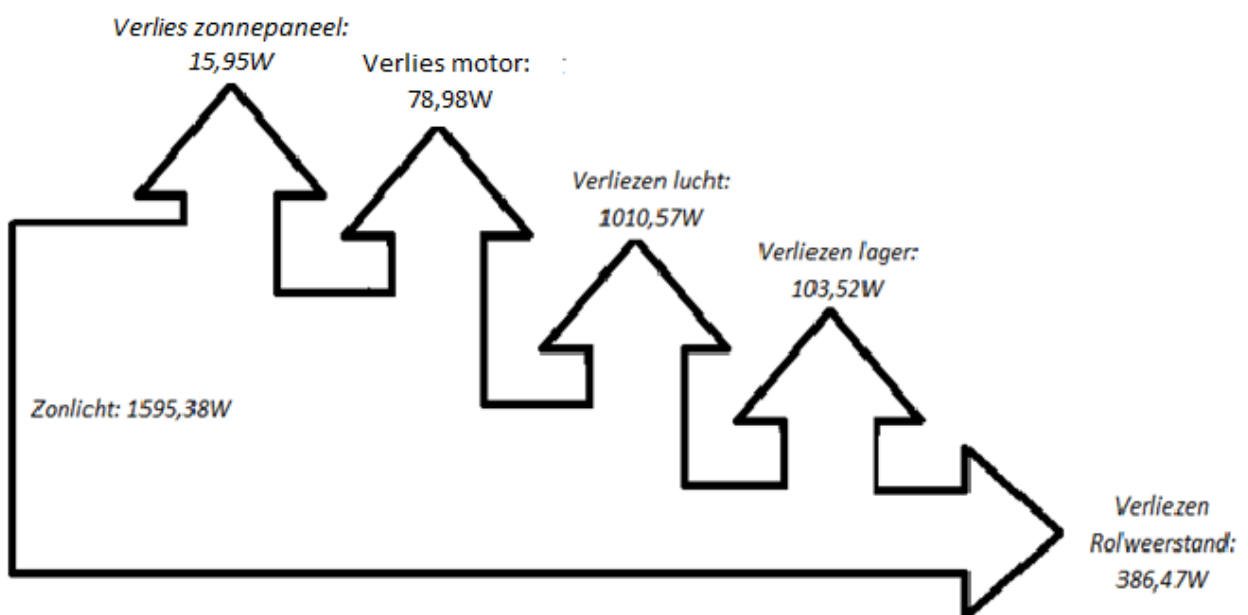 Verlies zonnepaneel:
15,95W
Verlies motor:
78,98W
Verliezen lucht:
1010,57W
Verliezen lager:
103,52W
Zonlicht: 1595,38W
Verliezen
Rolweerstand:
386,47W